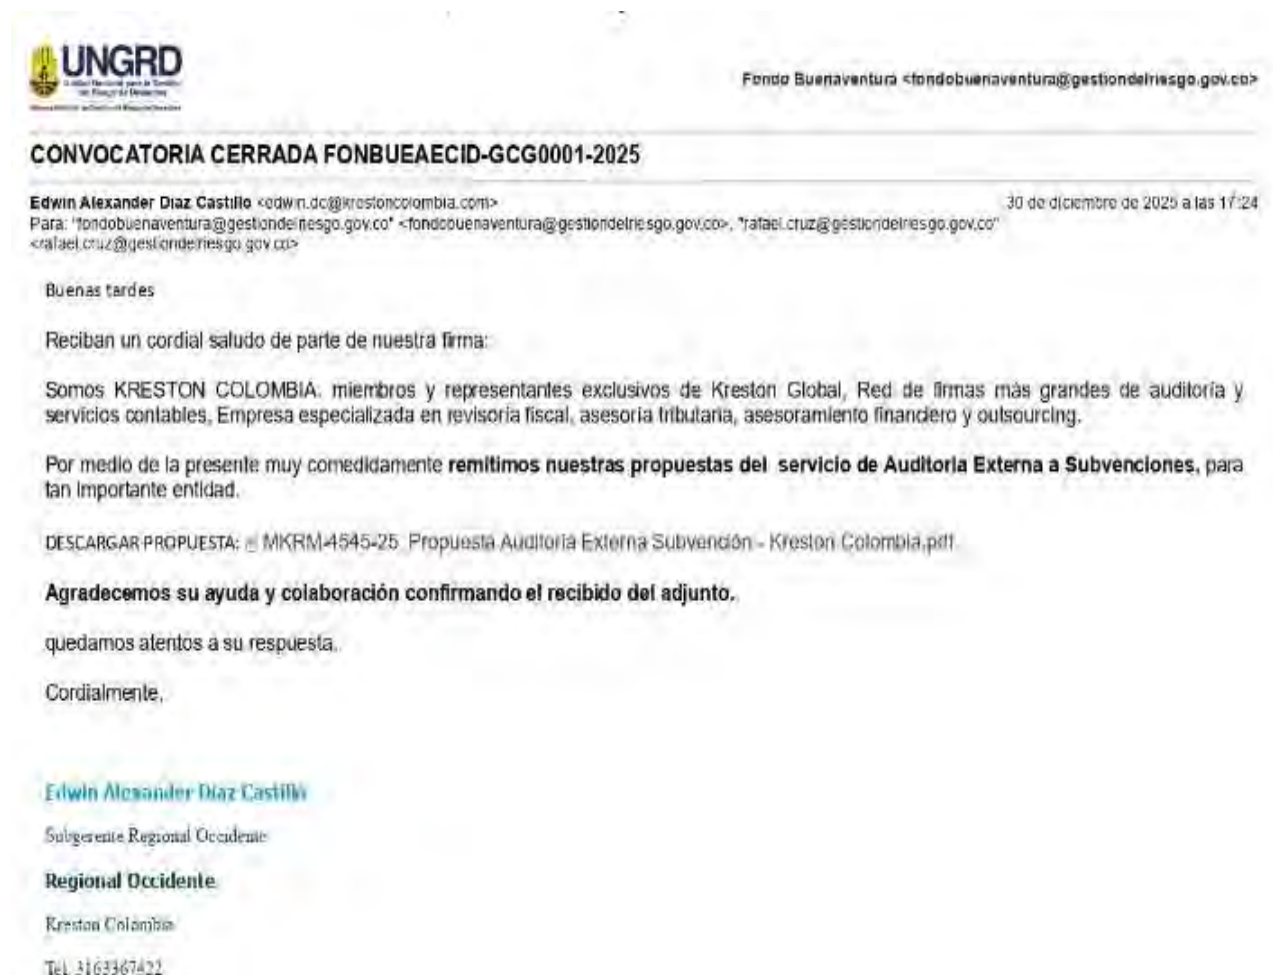 UNGRD
Fondo Buenaventura <fondobuenaventura@gestiondelriesgo.gov.co>
CONVOCATORIA CERRADA FONBUEAECID-GCG0001-2025
Edwin Alexander Diaz Castillo <edwin.dc@krestoncolombia.com>
30 de diciembre de 2025 a las 17:24
Para: "fondobuenaventura@gestiondelriesgo.gov.co" <fondobuenaventura@gestiondelriesgo.gov.co>, "rafael.cruz@gestiondelriesgo.gov.co"
<rafael.cruz@gestiondelriesgo.gov.co>
Buenas tardes
Reciban un cordial saludo de parte de nuestra firma:
Somos KRESTON COLOMBIA. miembros y representantes exclusivos de Kreston Global, Red de firmas más grandes de auditoría y
servicios contables, Empresa especializada en revisoría fiscal, asesoría tributaria, asesoramiento financiero y outsourcing.
Por medio de la presente muy comedidamente remitimos nuestras propuestas del servicio de Auditoria Externa a Subvenciones, para
tan importante entidad.
DESCARGAR PROPUESTA: MKRM-4545-25 Propuesta Auditoria Externa Subvención - Kreston Colombia.pdf
Agradecemos su ayuda y colaboración confirmando el recibido del adjunto.
quedamos atentos a su respuesta.
Cordialmente,
Edwin Alexander Diaz Castillo
Subgerente Regional Occidente
Regional Occidente
Kreston Colombia
Tel. 3163367422